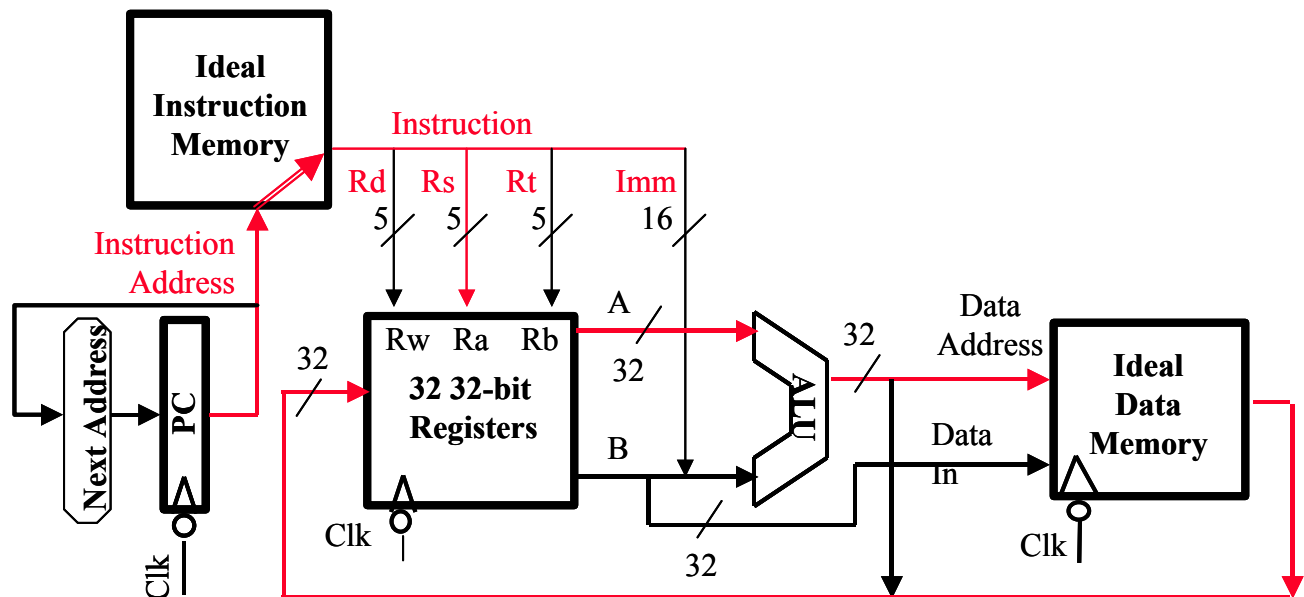 Ideal
Instruction
Memory
Instruction
Rd
Rs
Rt
Imm
5
5
5
16
Instruction
Address
Next Address
PC
Clk
32
Rw
Ra
Rb
32 32-bit
Registers
Clk
A
32
B
32
ALU
32
Data
Address
Data
In
Ideal
Data
Memory
Clk